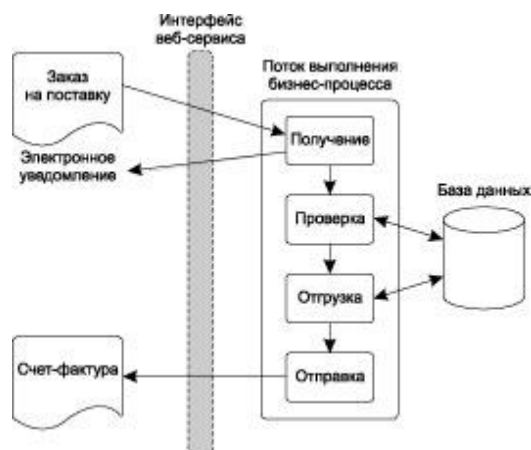 Интерфейс
веб-сервиса
Заказ
на поставку
Поток выполнения
бизнес-процесса
Получение
Электронное
уведомление
База данных
Проверка
Отгрузка
Счет-фактура
Отправка